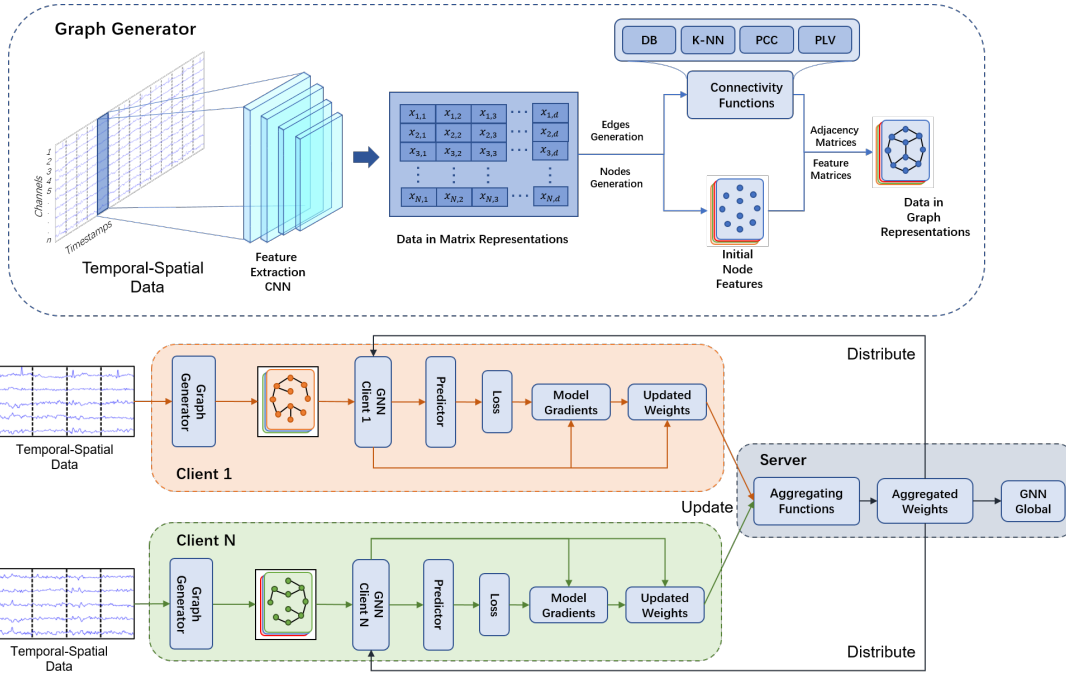 Graph Generator
DB
K-NN
PCC
PLV
Connectivity
Functions
1
2
3
4
5
n
Channels
Timestamps
Temporal-Spatial
Data
Feature
Extraction
CNN
x1,1 x1,2 x1,3 ··· x1,d
x2,1 x2,2 x2,3 ··· x2,d
x3,1 x3,2 x3,3 ··· x3,d
xN,1 xN,2 xN,3 ··· xN,d
Data in Matrix Representations
Edges
Generation
Nodes
Generation
Initial
Node
Features
Adjacency
Matrices
Feature
Matrices
Data in
Graph
Representations
Temporal-Spatial
Data
Graph
Generator
GNN
Client 1
Predictor
Loss
Model
Gradients
Updated
Weights
Client 1
Distribute
Update
Server
Aggregating
Functions
Aggregated
Weights
GNN
Global
Client N
Temporal-Spatial
Data
Graph
Generator
GNN
Client N
Predictor
Loss
Model
Gradients
Updated
Weights
Distribute